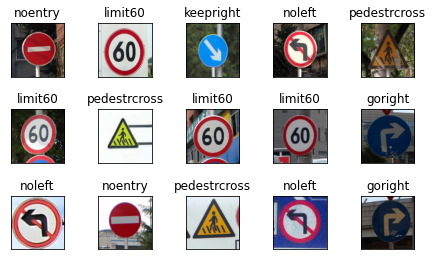 noentry limit60 keepright noleft pedestrcross
60
limit60 pedestrcross limit60 limit60 goright
60 60 60
noleft noentry pedestrcross noleft goright